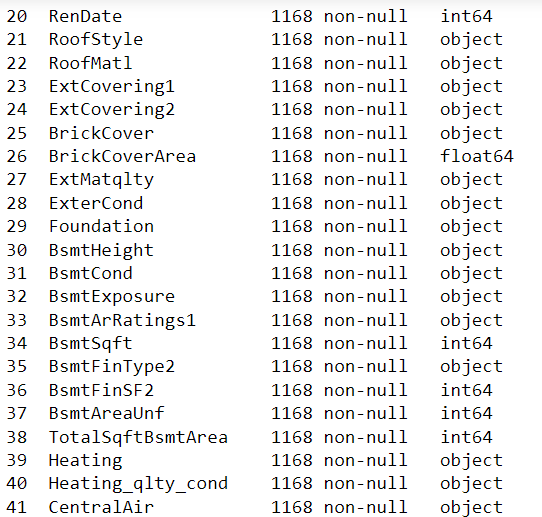 20 RenDate 1168 non-null int64
21 RoofStyle 1168 non-null object
22 RoofMatl 1168 non-null object
23 ExtCovering1 1168 non-null object
24 ExtCovering2 1168 non-null object
25 BrickCover 1168 non-null object
26 BrickCoverArea 1168 non-null float64
27 ExtMatqlty 1168 non-null object
28 ExterCond 1168 non-null object
29 Foundation 1168 non-null object
30 BsmtHeight 1168 non-null object
31 BsmtCond 1168 non-null object
32 BsmtExposure 1168 non-null object
33 BsmtArRatings1 1168 non-null object
34 BsmtSqft 1168 non-null int64
35 BsmtFinType2 1168 non-null object
36 BsmtFinSF2 1168 non-null int64
37 BsmtAreaUnf 1168 non-null int64
38 TotalSqftBsmtArea 1168 non-null int64
39 Heating 1168 non-null object
40 Heating_qlty_cond 1168 non-null object
41 CentralAir 1168 non-null object